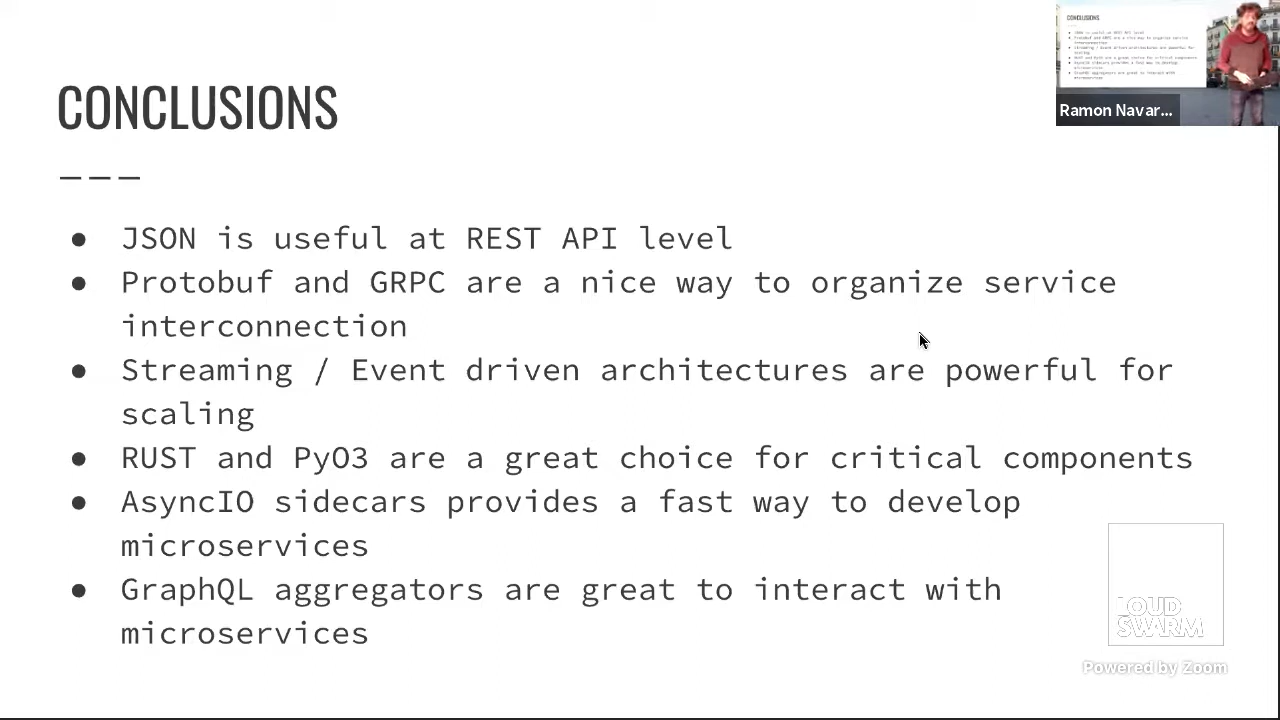 CONCLUSIONS
---
● JSON is useful at REST API level
● Protobuf and GRPC are a nice way to organize service
interconnection
● Streaming / Event driven architectures are powerful for
scaling
● RUST and PyO3 are a great choice for critical components
● AsyncIO sidecars provides a fast way to develop
microservices
● GraphQL aggregators are great to interact with
microservices
CONCLUSIONS
Ramon Navar...
LOUD
SWARM
Powered by Zoom